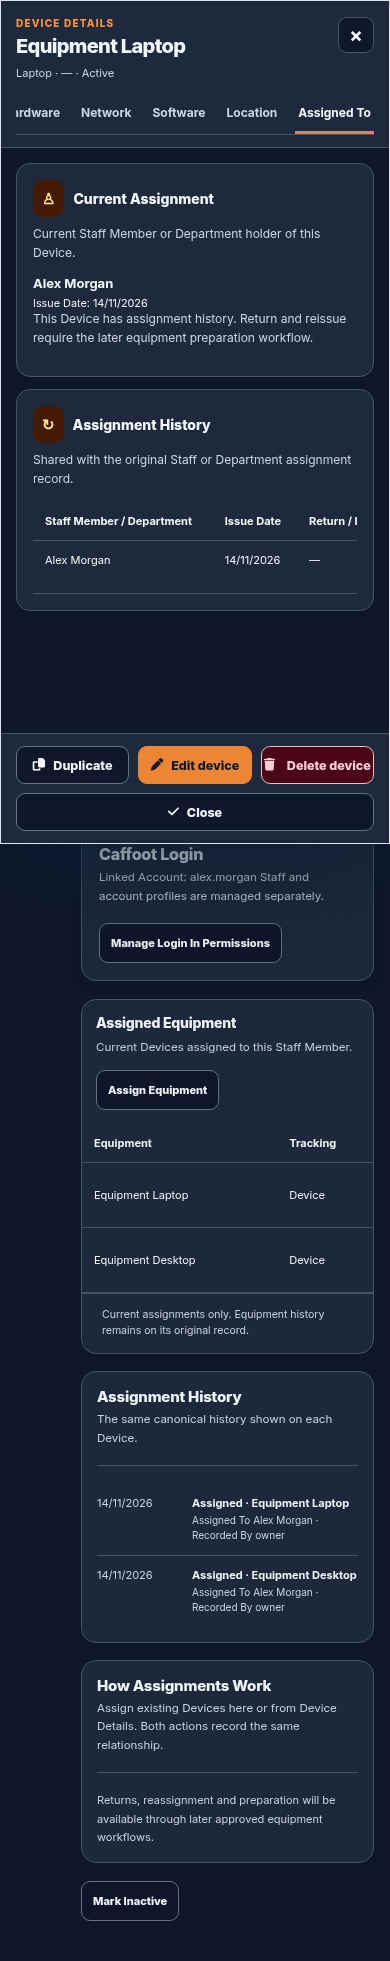 DEVICE DETAILS
Equipment Laptop
Laptop · — · Active
ardware Network Software Location Assigned To
Current Assignment
Current Staff Member or Department holder of this
Device.
Alex Morgan
Issue Date: 14/11/2026
This Device has assignment history. Return and reissue
require the later equipment preparation workflow.
Assignment History
Shared with the original Staff or Department assignment
record.
Staff Member / Department Issue Date Return /
Alex Morgan 14/11/2026 —
Duplicate Edit device Delete device
Close
Caffoot Login
Linked Account: alex.morgan Staff and
account profiles are managed separately.
Manage Login In Permissions
Assigned Equipment
Current Devices assigned to this Staff Member.
Assign Equipment
Equipment Tracking
Equipment Laptop Device
Equipment Desktop Device
Current assignments only. Equipment history
remains on its original record.
Assignment History
The same canonical history shown on each
Device.
14/11/2026 Assigned · Equipment Laptop
Assigned To Alex Morgan ·
Recorded By owner
14/11/2026 Assigned · Equipment Desktop
Assigned To Alex Morgan ·
Recorded By owner
How Assignments Work
Assign existing Devices here or from Device
Details. Both actions record the same
relationship.
Returns, reassignment and preparation will be
available through later approved equipment
workflows.
Mark Inactive